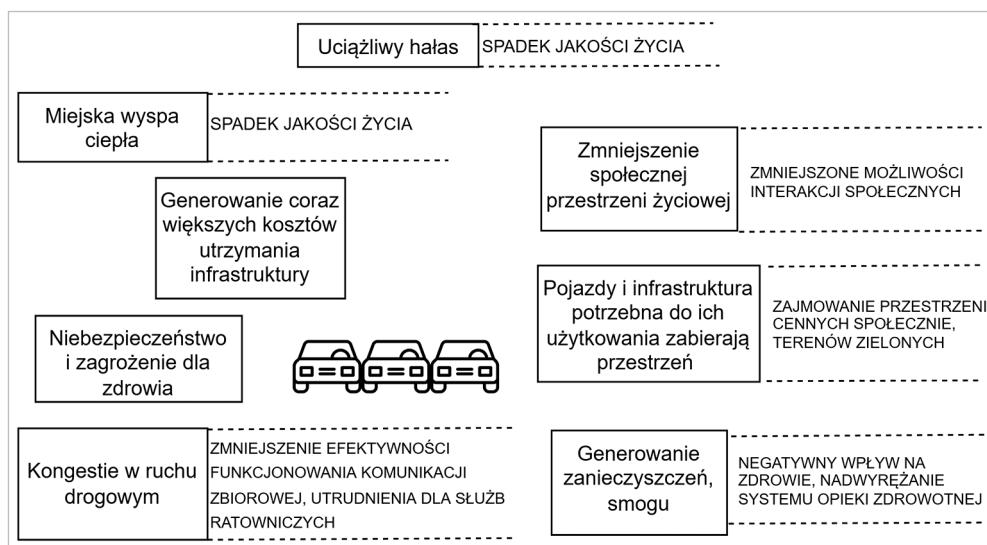 Uciążliwy hałas
SPADEK JAKOŚCI ŻYCIA
Miejska wyspa
ciepła
SPADEK JAKOŚCI ŻYCIA
Zmniejszenie
społecznej
przestrzeni życiowej
ZMNIEJSZONE MOŻLIWOŚCI
INTERAKCJI SPOŁECZNYCH
Generowanie coraz
większych kosztów
utrzymania
infrastruktury
Pojazdy i infrastruktura
potrzebna do ich
użytkowania zabierają
przestrzeń
ZAJMOWANIE PRZESTRZENI
CENNYCH SPOŁECZNIE,
TERENÓW ZIELONYCH
Niebezpieczeństwo
i zagrożenie dla
zdrowia
Kongestie w ruchu
drogowym
ZMNIEJSZENIE EFEKTYWNOŚCI
FUNKCJONOWANIA KOMUNIKACJI
ZBIOROWEJ, UTRUDNIENIA DLA SŁUŻB
RATOWNICZYCH
Generowanie
zanieczyszczeń,
smogu
NEGATYWNY WPŁYW NA
ZDROWIE, NADWYRĘŻANIE
SYSTEMU OPIEKI ZDROWOTNEJ